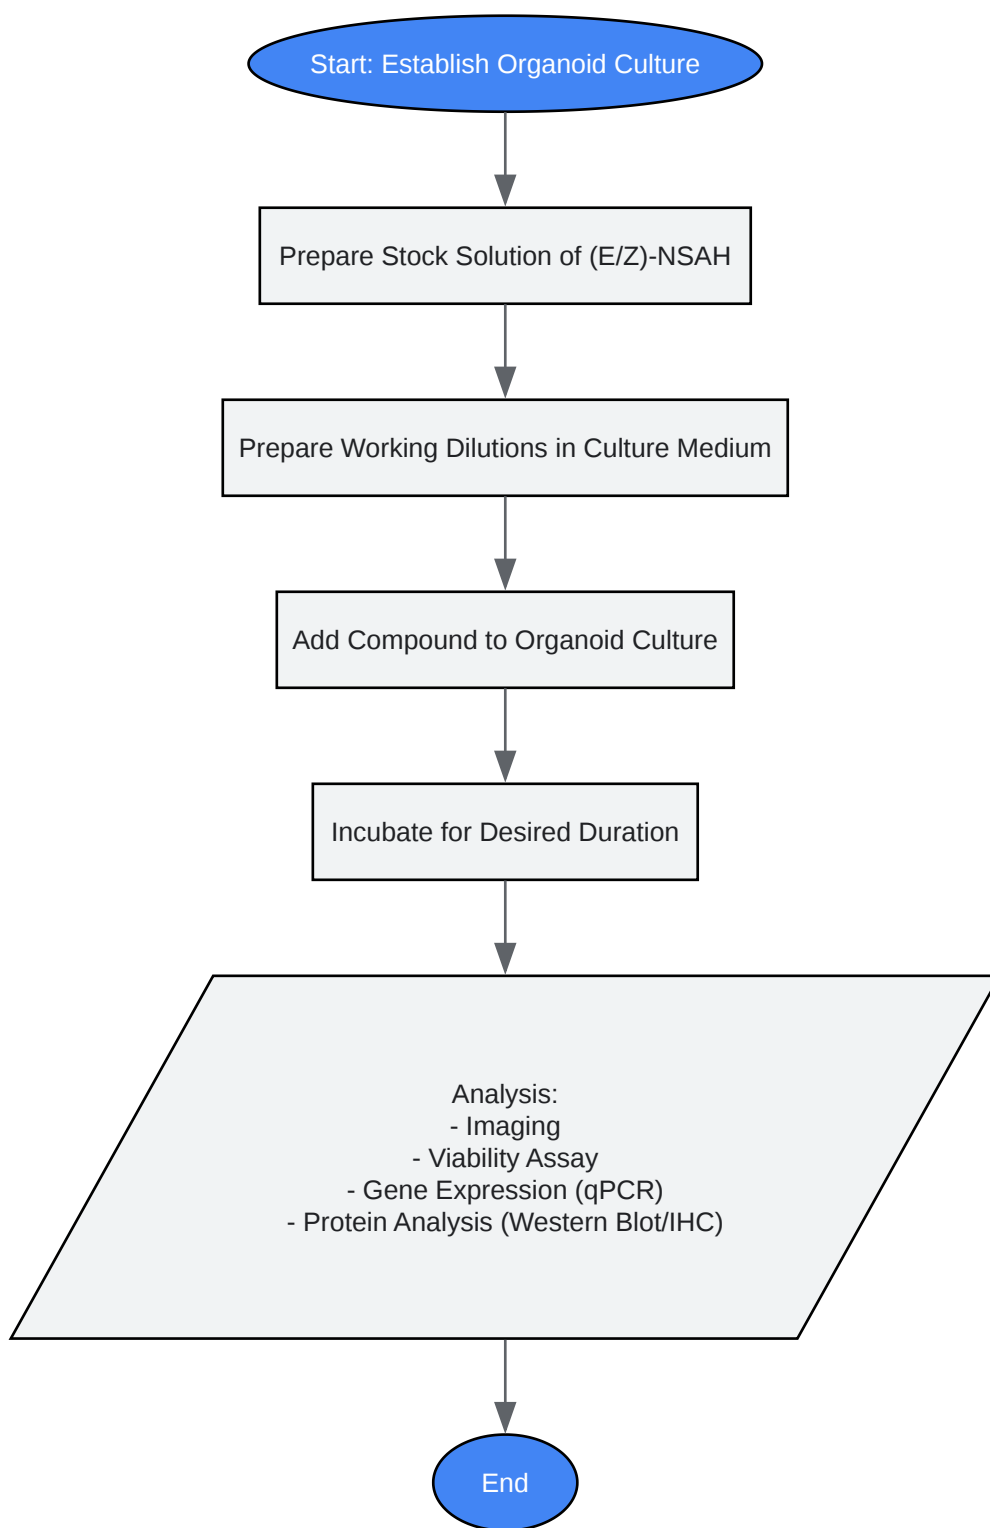 Start: Establish Organoid Culture
Prepare Stock Solution of (E/Z)-NSAH
Prepare Working Dilutions in Culture Medium
Add Compound to Organoid Culture
Incubate for Desired Duration
Analysis:
- Imaging
- Viability Assay
- Gene Expression (qPCR)
- Protein Analysis (Western Blot/IHC)
End